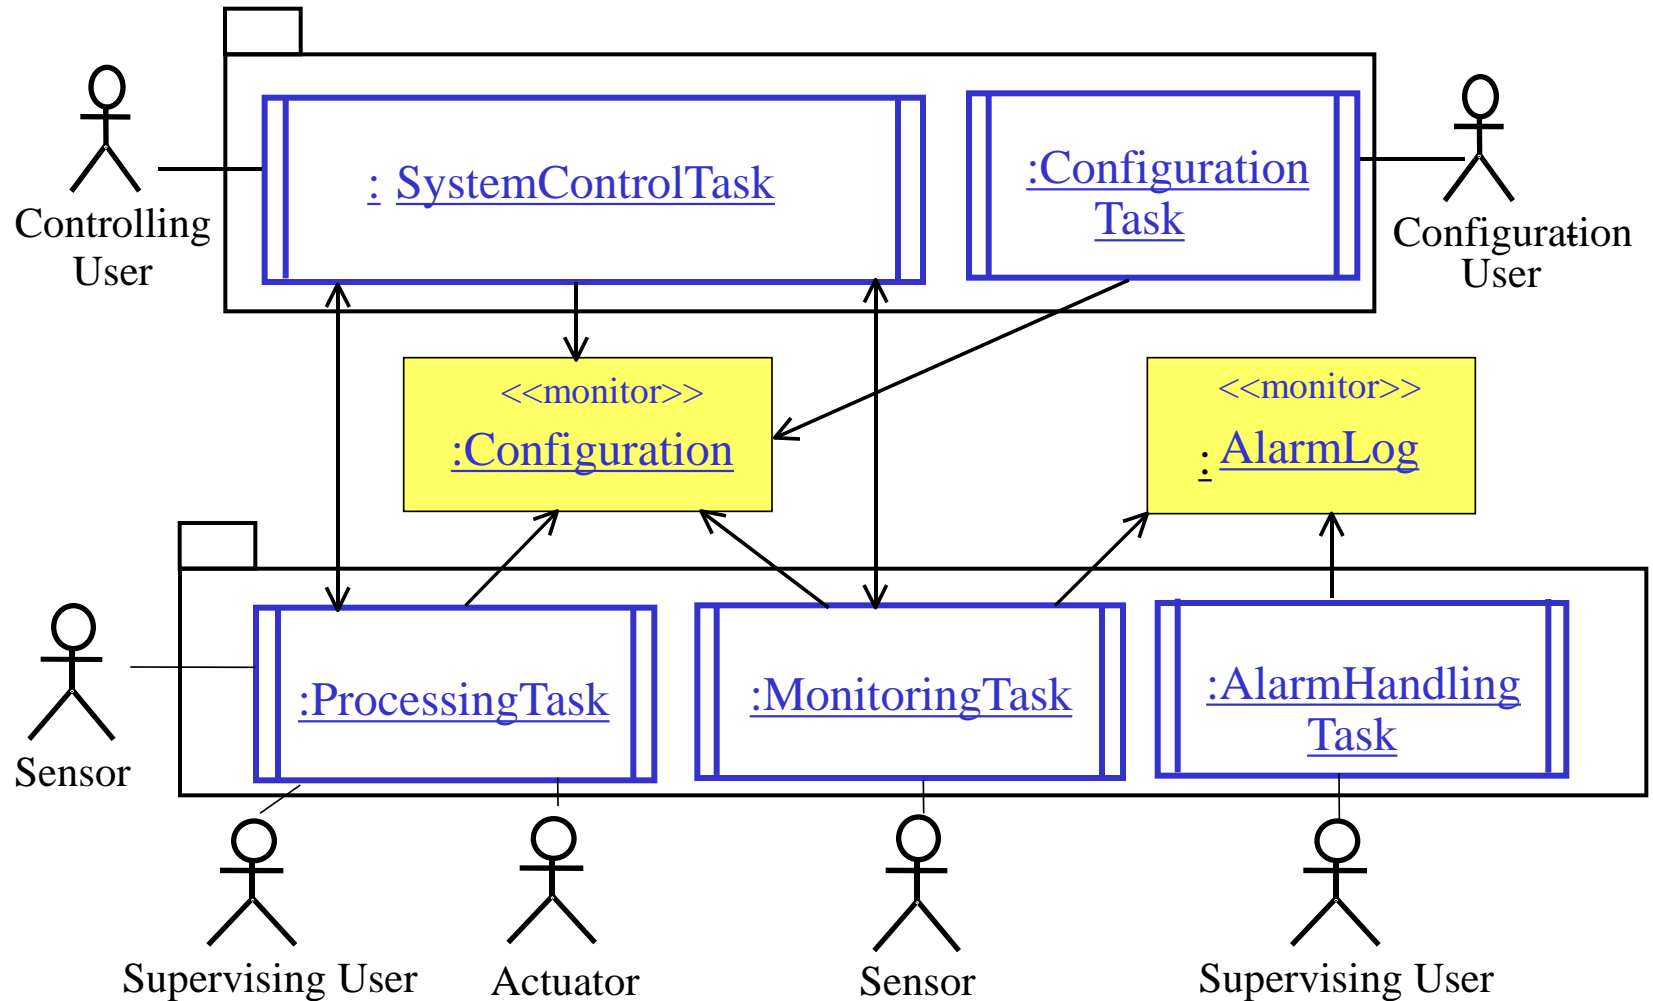 : SystemControlTask
:Configuration
Task
Controlling
User
Configuration
User
<<monitor>>
:Configuration
<<monitor>>
: AlarmLog
:ProcessingTask
:MonitoringTask
:AlarmHandling
Task
Sensor
Supervising User
Actuator
Sensor
Supervising User